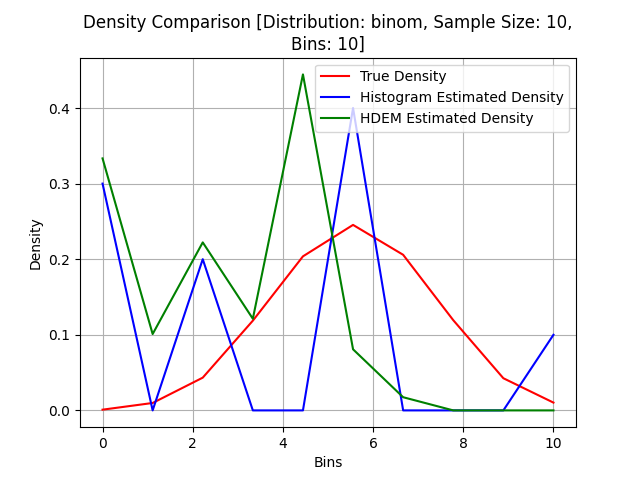 Density Comparison [Distribution: binom, Sample Size: 10,
Bins: 10]
True Density
Histogram Estimated Density
HDEM Estimated Density
Density
0.4
0.3
0.2
0.1
0.0
0 2 4 6 8 10
Bins